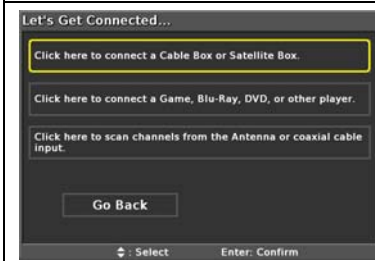 Let's Get Connected...
Click here to connect a Cable Box or Satellite Box.
Click here to connect a Game, Blu-Ray, DVD, or other player.
Click here to scan channels from the Antenna or coaxial cable
input.
Go Back
: Select Enter: Confirm